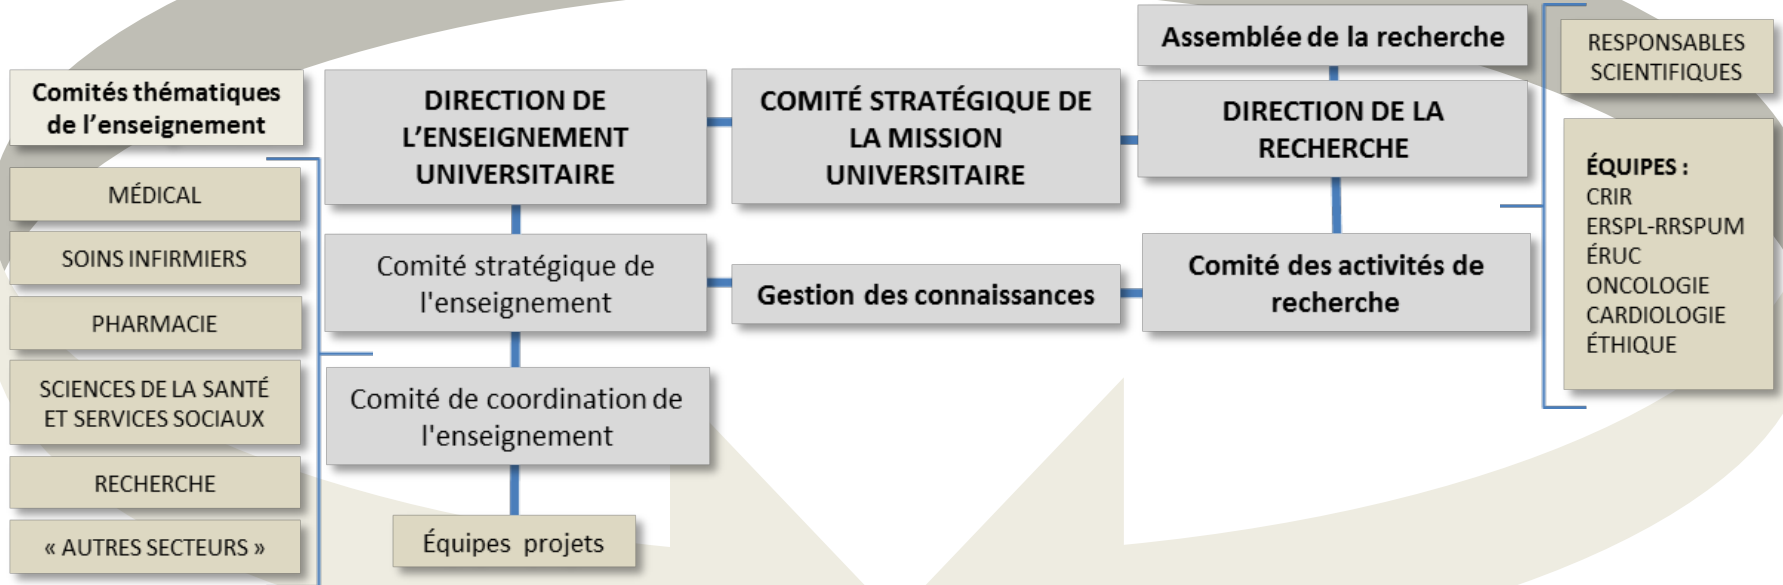 Comités thématiques
de l’enseignement
MÉDICAL
SOINS INFIRMIERS
PHARMACIE
SCIENCES DE LA SANTÉ
ET SERVICES SOCIAUX
RECHERCHE
« AUTRES SECTEURS »
DIRECTION DE
L’ENSEIGNEMENT
UNIVERSITAIRE
Comité stratégique de
l'enseignement
Comité de coordination de
l'enseignement
Équipes projets
COMITÉ STRATÉGIQUE DE
LA MISSION
UNIVERSITAIRE
Gestion des connaissances
Assemblée de la recherche
DIRECTION DE LA
RECHERCHE
Comité des activités de
recherche
RESPONSABLES
SCIENTIFIQUES
ÉQUIPES :
CRIR
ERSPL-RRSPUM
ÉRUC
ONCOLOGIE
CARDIOLOGIE
ÉTHIQUE